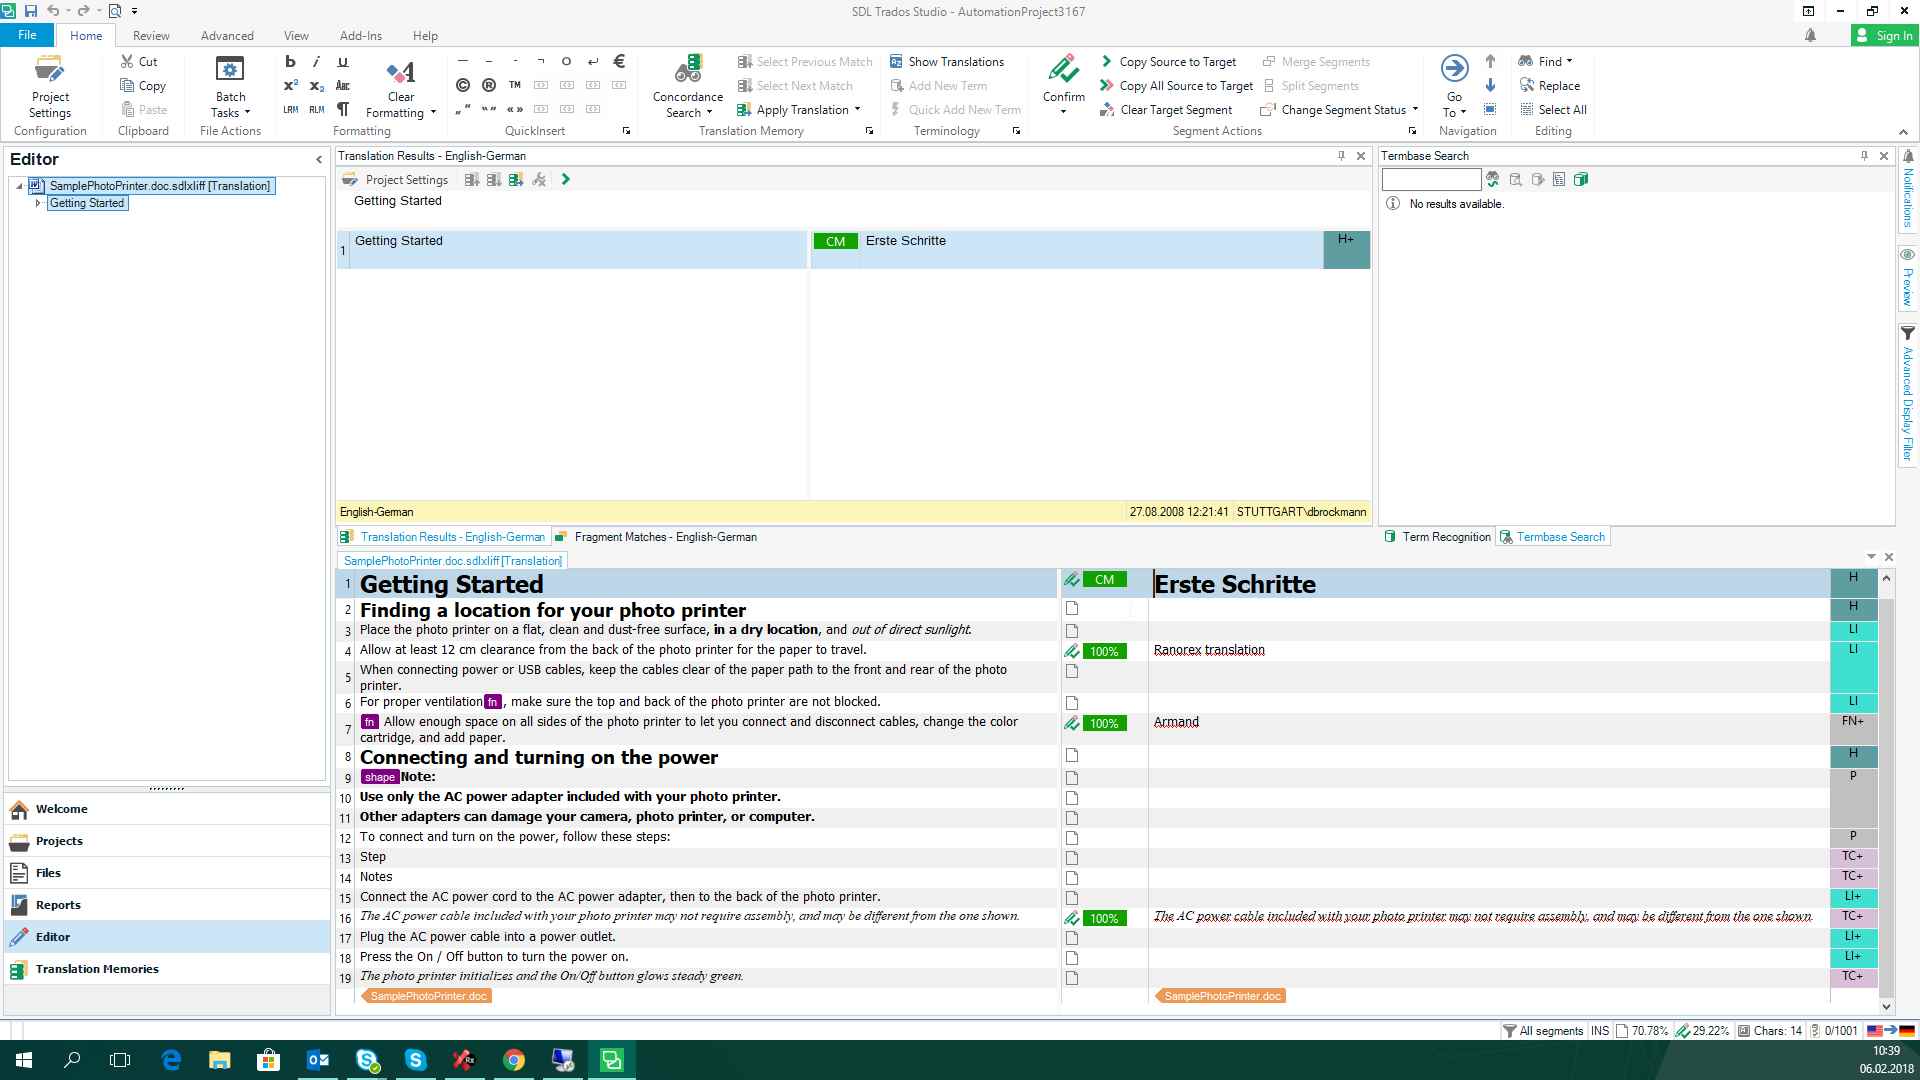 SDL Trados Studio - AutomationProject3167
File Home Review Advanced View Add-Ins Help Sign In
Project Settings
Configuration
Cut
Copy
Paste
Clipboard
Batch Tasks
File Actions
b i u
x² x₂ Abc
LRM RLM ¶
Clear Formatting
Formatting
€
© ® TM
QuickInsert
Concordance Search
Select Previous Match
Select Next Match
Apply Translation
Translation Memory
Show Translations
Add New Term
Quick Add New Term
Terminology
Confirm
Copy Source to Target
Copy All Source to Target
Clear Target Segment
Merge Segments
Split Segments
Change Segment Status
Segment Actions
Go To
Navigation
Find
Replace
Select All
Editing
Editor
SamplePhotoPrinter.doc.sdlxliff [Translation]
Getting Started
Welcome
Projects
Files
Reports
Editor
Translation Memories
Translation Results - English-German
Project Settings
Getting Started
1 Getting Started CM Erste Schritte H+
English-German 27.08.2008 12:21:41 STUTTGART\dbrockmann
Translation Results - English-German Fragment Matches - English-German
Termbase Search
No results available.
Term Recognition Termbase Search
Notifications
Preview
Advanced Display Filter
SamplePhotoPrinter.doc.sdlxliff [Translation]
1 Getting Started CM Erste Schritte H
2 Finding a location for your photo printer H
3 Place the photo printer on a flat, clean and dust-free surface, in a dry location, and out of direct sunlight. LI
4 Allow at least 12 cm clearance from the back of the photo printer for the paper to travel. 100% Ranorex translation LI
5 When connecting power or USB cables, keep the cables clear of the paper path to the front and rear of the photo
printer.
6 For proper ventilation fn , make sure the top and back of the photo printer are not blocked. LI
7 fn Allow enough space on all sides of the photo printer to let you connect and disconnect cables, change the color 100% Armand FN+
cartridge, and add paper.
8 Connecting and turning on the power H
9 shape Note: P
10 Use only the AC power adapter included with your photo printer.
11 Other adapters can damage your camera, photo printer, or computer.
12 To connect and turn on the power, follow these steps: P
13 Step TC+
14 Notes TC+
15 Connect the AC power cord to the AC power adapter, then to the back of the photo printer. LI+
16 The AC power cable included with your photo printer may not require assembly, and may be different from the one shown. 100% The AC power cable included with your photo printer may not require assembly, and may be different from the one shown. TC+
17 Plug the AC power cable into a power outlet. LI+
18 Press the On / Off button to turn the power on. LI+
19 The photo printer initializes and the On/Off button glows steady green. TC+
SamplePhotoPrinter.doc SamplePhotoPrinter.doc
All segments INS 70.78% 29.22% Chars: 14 0/1001
10:39
06.02.2018